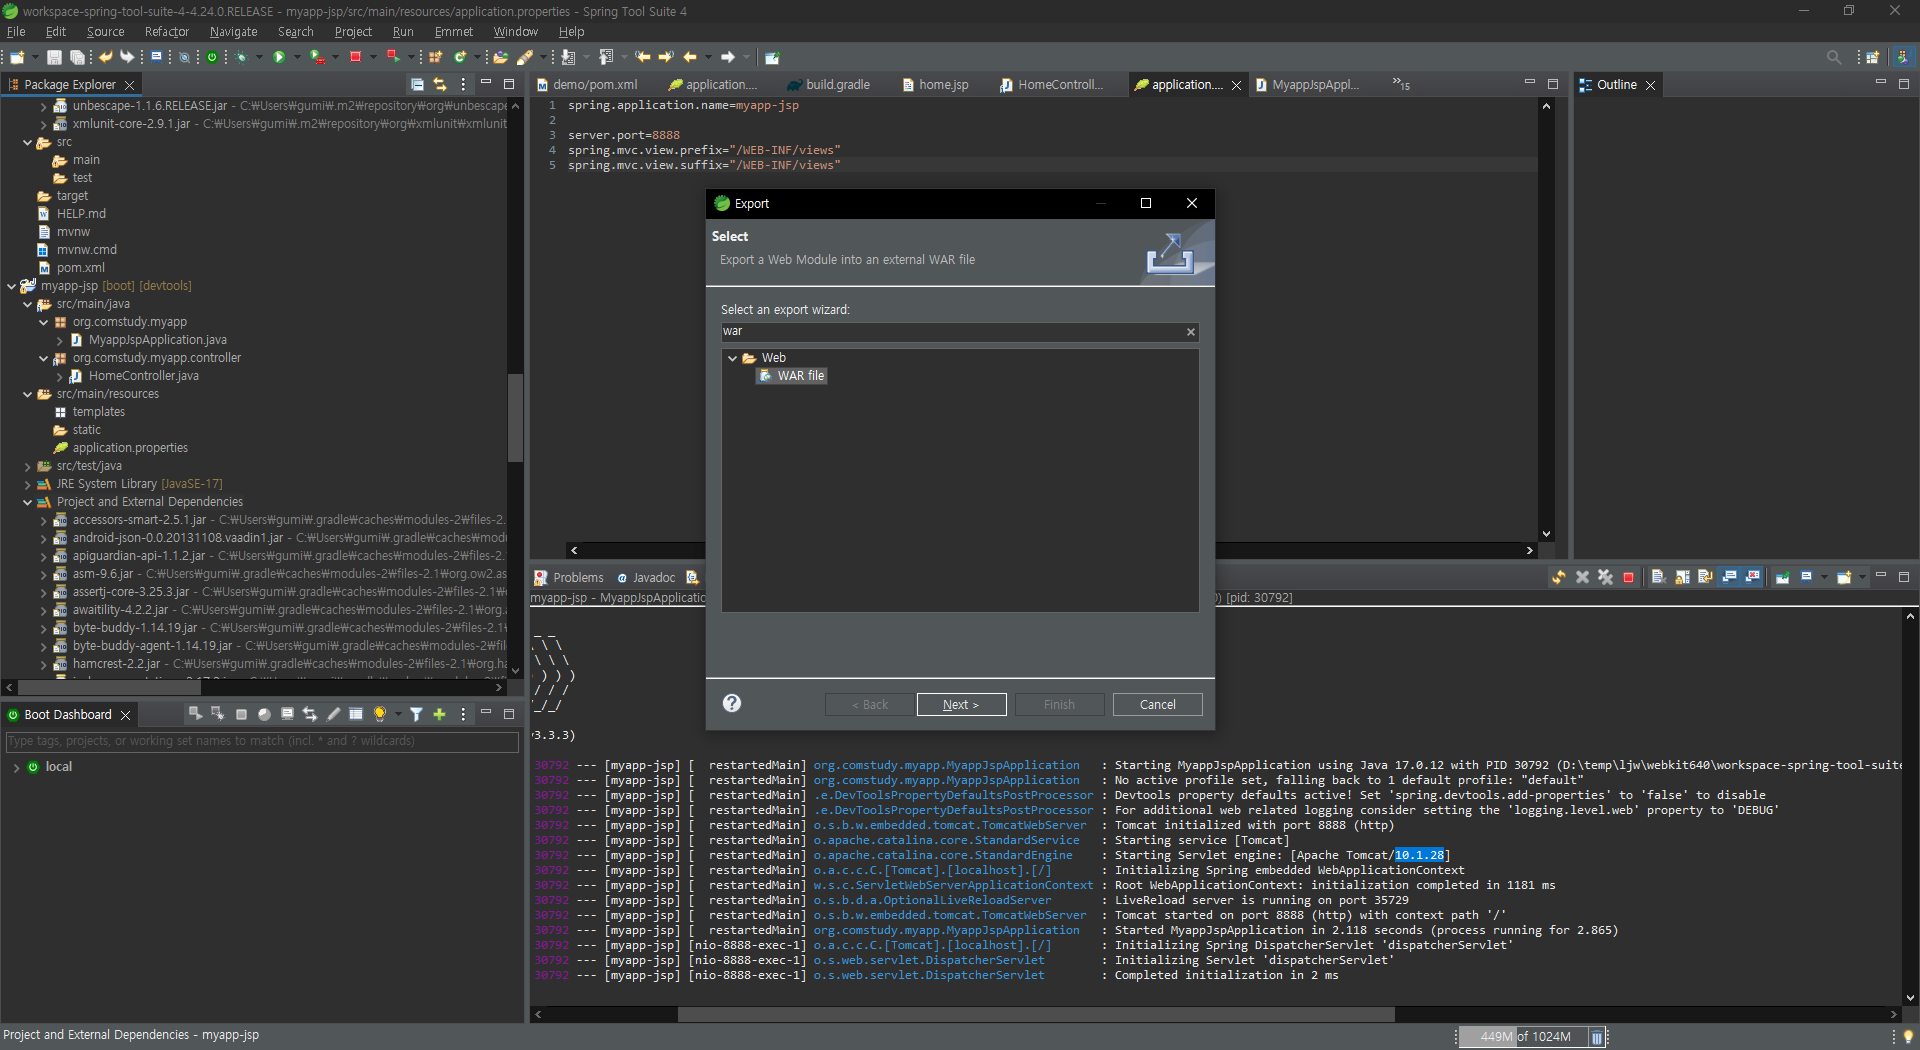 workspace-spring-tool-suite-4-4.24.0.RELEASE - myapp-jsp/src/main/resources/application.properties - Spring Tool Suite 4
File Edit Source Refactor Navigate Search Project Run Emmet Window Help
Package Explorer
unbescape-1.1.6.RELEASE.jar - C:₩Users₩gumi₩.m2₩repository₩org₩unbescape
xmlunit-core-2.9.1.jar - C:₩Users₩gumi₩.m2₩repository₩org₩xmlunit₩xmlunit
src
main
test
target
HELP.md
mvnw
mvnw.cmd
pom.xml
myapp-jsp [boot] [devtools]
src/main/java
org.comstudy.myapp
MyappJspApplication.java
org.comstudy.myapp.controller
HomeController.java
src/main/resources
templates
static
application.properties
src/test/java
JRE System Library [JavaSE-17]
Project and External Dependencies
accessors-smart-2.5.1.jar - C:₩Users₩gumi₩.gradle₩caches₩modules-2₩files-2.
android-json-0.0.20131108.vaadin1.jar - C:₩Users₩gumi₩.gradle₩caches₩mod
apiguardian-api-1.1.2.jar - C:₩Users₩gumi₩.gradle₩caches₩modules-2₩files-2.
asm-9.6.jar - C:₩Users₩gumi₩.gradle₩caches₩modules-2₩files-2.1₩org.ow2.as
assertj-core-3.25.3.jar - C:₩Users₩gumi₩.gradle₩caches₩modules-2₩files-2.1
awaitility-4.2.2.jar - C:₩Users₩gumi₩.gradle₩caches₩modules-2₩files-2.1₩org.
byte-buddy-1.14.19.jar - C:₩Users₩gumi₩.gradle₩caches₩modules-2₩files-2.1₩
byte-buddy-agent-1.14.19.jar - C:₩Users₩gumi₩.gradle₩caches₩modules-2₩fil
hamcrest-2.2.jar - C:₩Users₩gumi₩.gradle₩caches₩modules-2₩files-2.1₩org.ha
Boot Dashboard
Type tags, projects, or working set names to match (incl. * and ? wildcards)
local
demo/pom.xml application.... build.gradle home.jsp HomeControll... application.... MyappJspAppl... »15
1 spring.application.name=myapp-jsp
2
3 server.port=8888
4 spring.mvc.view.prefix="/WEB-INF/views"
5 spring.mvc.view.suffix="/WEB-INF/views"
Outline
Export
Select
Export a Web Module into an external WAR file
Select an export wizard:
war
Web
WAR file
< Back Next > Finish Cancel
Problems Javadoc
myapp-jsp - MyappJspApplicatic ) [pid: 30792]
_ _
\ \ \
\ \ \
) ) ) )
/ / / /
_/_/
v3.3.3)
30792 --- [myapp-jsp] [  restartedMain] org.comstudy.myapp.MyappJspApplication : Starting MyappJspApplication using Java 17.0.12 with PID 30792 (D:\temp\ljw\webkit640\workspace-spring-tool-suite
30792 --- [myapp-jsp] [  restartedMain] org.comstudy.myapp.MyappJspApplication : No active profile set, falling back to 1 default profile: "default"
30792 --- [myapp-jsp] [  restartedMain] .e.DevToolsPropertyDefaultsPostProcessor : Devtools property defaults active! Set 'spring.devtools.add-properties' to 'false' to disable
30792 --- [myapp-jsp] [  restartedMain] .e.DevToolsPropertyDefaultsPostProcessor : For additional web related logging consider setting the 'logging.level.web' property to 'DEBUG'
30792 --- [myapp-jsp] [  restartedMain] o.s.b.w.embedded.tomcat.TomcatWebServer : Tomcat initialized with port 8888 (http)
30792 --- [myapp-jsp] [  restartedMain] o.apache.catalina.core.StandardService : Starting service [Tomcat]
30792 --- [myapp-jsp] [  restartedMain] o.apache.catalina.core.StandardEngine : Starting Servlet engine: [Apache Tomcat/10.1.28]
30792 --- [myapp-jsp] [  restartedMain] o.a.c.c.C.[Tomcat].[localhost].[/] : Initializing Spring embedded WebApplicationContext
30792 --- [myapp-jsp] [  restartedMain] w.s.c.ServletWebServerApplicationContext : Root WebApplicationContext: initialization completed in 1181 ms
30792 --- [myapp-jsp] [  restartedMain] o.s.b.d.a.OptionalLiveReloadServer : LiveReload server is running on port 35729
30792 --- [myapp-jsp] [  restartedMain] o.s.b.w.embedded.tomcat.TomcatWebServer : Tomcat started on port 8888 (http) with context path '/'
30792 --- [myapp-jsp] [  restartedMain] org.comstudy.myapp.MyappJspApplication : Started MyappJspApplication in 2.118 seconds (process running for 2.865)
30792 --- [myapp-jsp] [nio-8888-exec-1] o.a.c.c.C.[Tomcat].[localhost].[/] : Initializing Spring DispatcherServlet 'dispatcherServlet'
30792 --- [myapp-jsp] [nio-8888-exec-1] o.s.web.servlet.DispatcherServlet : Initializing Servlet 'dispatcherServlet'
30792 --- [myapp-jsp] [nio-8888-exec-1] o.s.web.servlet.DispatcherServlet : Completed initialization in 2 ms
Project and External Dependencies - myapp-jsp
449M of 1024M